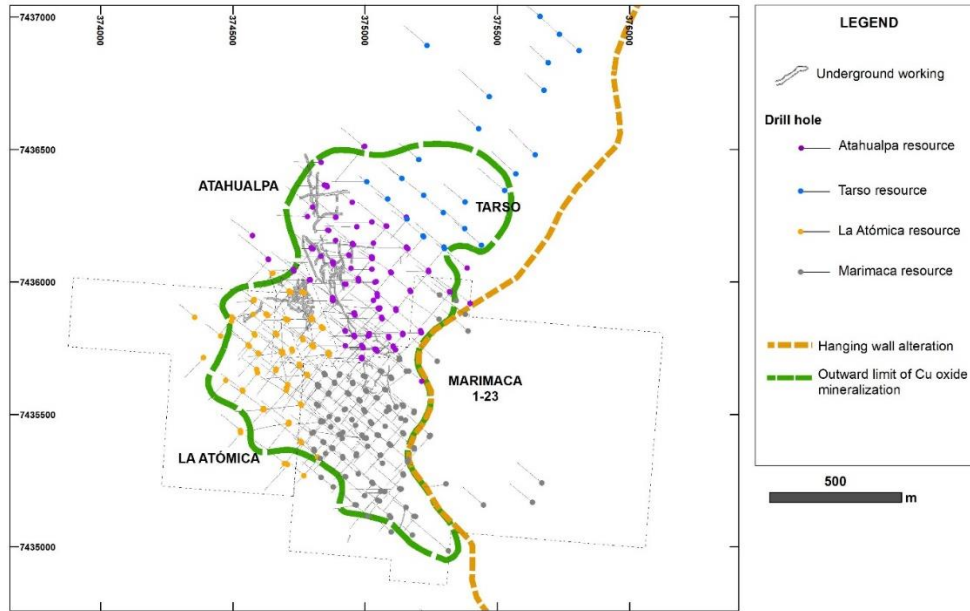 374000
374500
375000
375500
376000
7437000
7436500
7436000
7435500
7435000
ATAHUALPA
TARSO
MARIMACA
1-23
LA ATÓMICA
LEGEND
Underground working
Drill hole
Atahualpa resource
Tarso resource
La Atómica resource
Marimaca resource
Hanging wall alteration
Outward limit of Cu oxide
mineralization
500
m